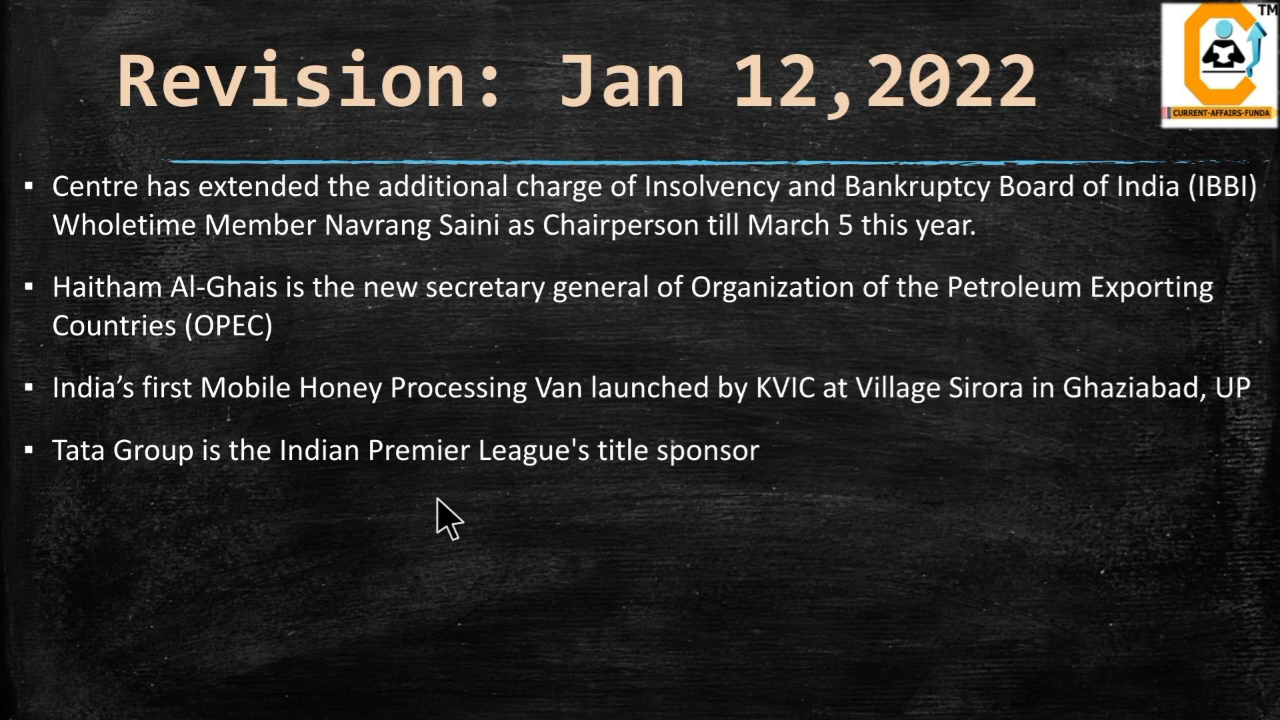 TM
Revision: Jan 12,2022
CURRENT-AFFAIRS-FUNDA
▪ Centre has extended the additional charge of Insolvency and Bankruptcy Board of India (IBBI)
Wholetime Member Navrang Saini as Chairperson till March 5 this year.
▪ Haitham Al-Ghais is the new secretary general of Organization of the Petroleum Exporting
Countries (OPEC)
▪ India’s first Mobile Honey Processing Van launched by KVIC at Village Sirora in Ghaziabad, UP
▪ Tata Group is the Indian Premier League's title sponsor